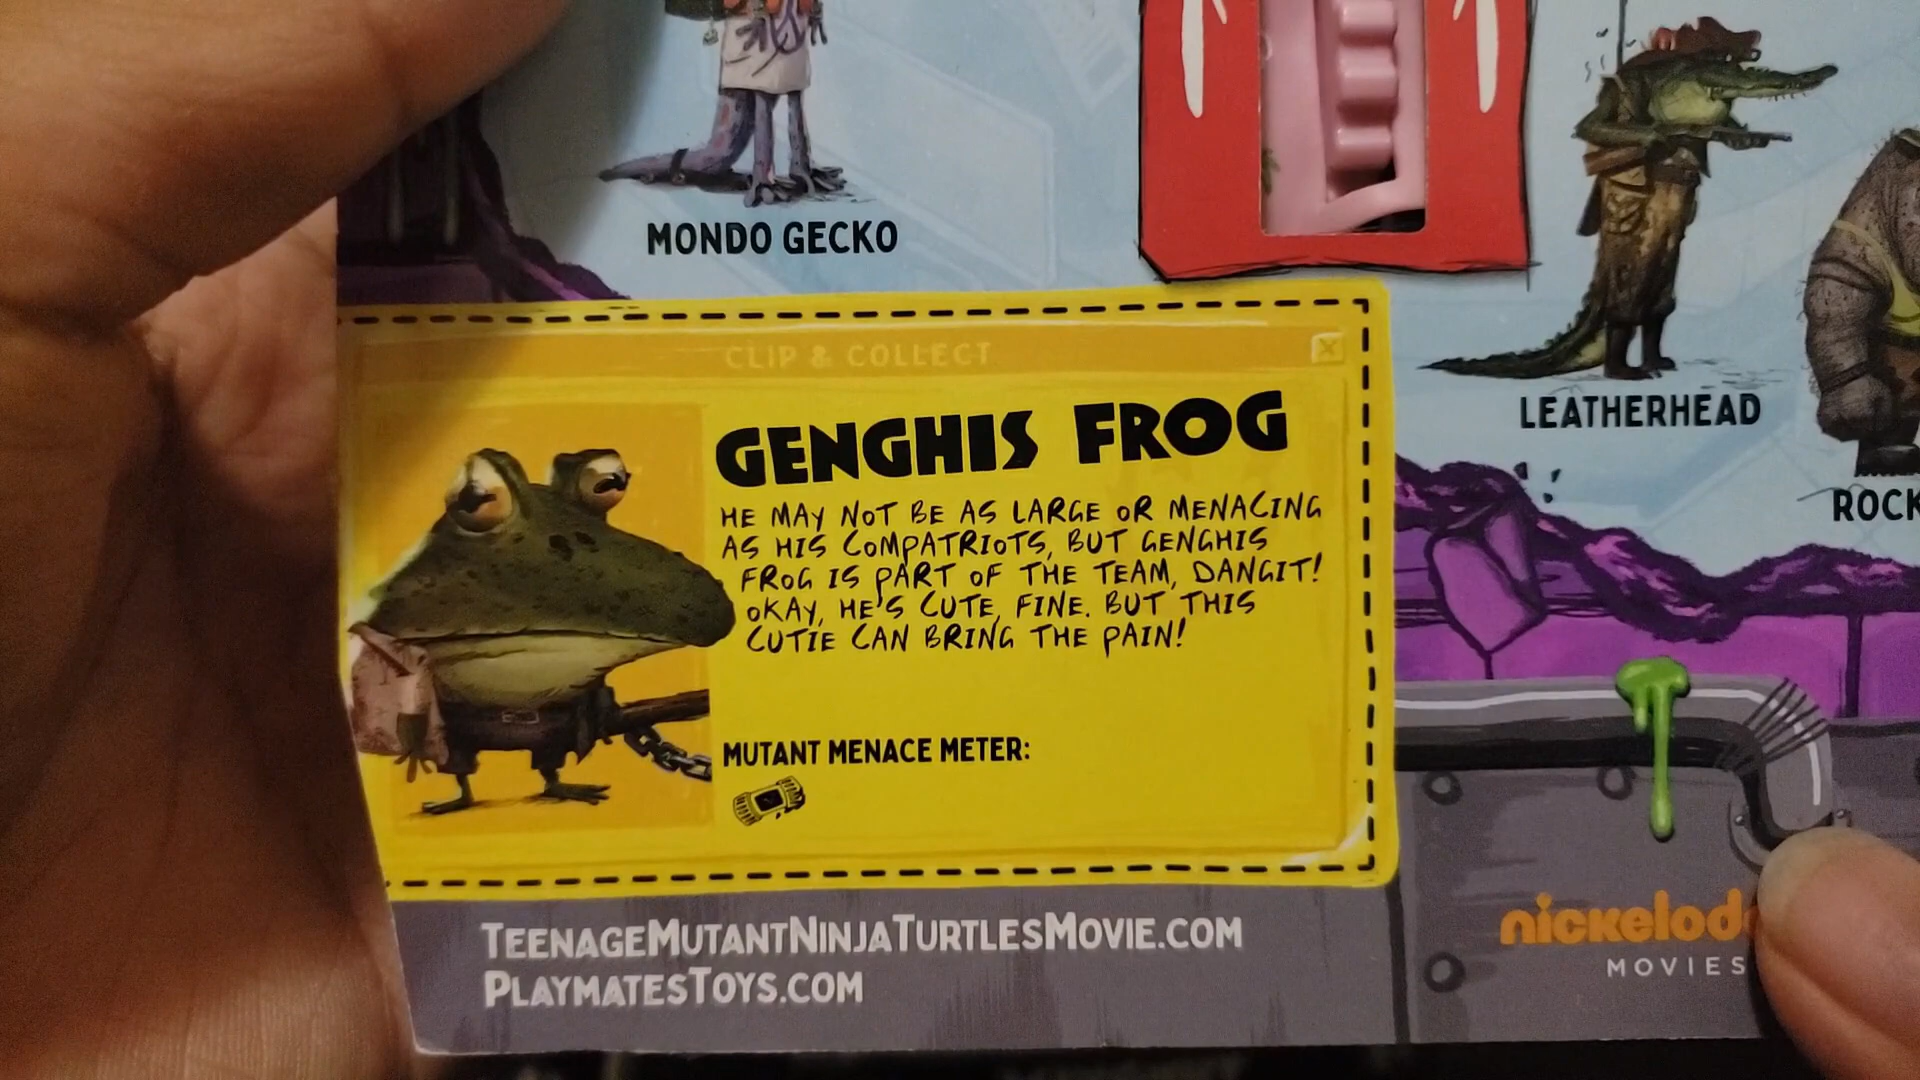 MONDO GECKO
LEATHERHEAD
ROCK
CLIP & COLLECT
GENGHIS FROG
HE MAY NOT BE AS LARGE OR MENACING
AS HIS COMPATRIOTS, BUT GENGHIS
FROG IS PART OF THE TEAM, DANGIT!
OKAY, HE'S CUTE, FINE. BUT THIS
CUTIE CAN BRING THE PAIN!
MUTANT MENACE METER:
TEENAGEMUTANTNINJATURTLESMOVIE.COM
PLAYMATESTOYS.COM
nickelod
MOVIES